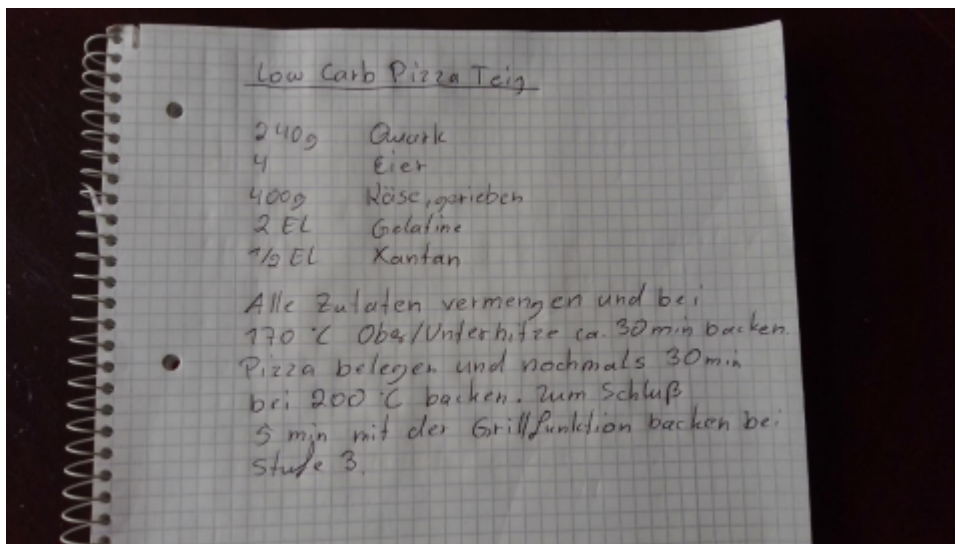 Low Carb Pizza Teig
240g Quark
4 Eier
400g Käse, gerieben
2 EL Gelatine
1/2 EL Xantan
Alle Zutaten vermengen und bei
170 °C Ober/Unterhitze ca. 30 min backen.
Pizza belegen und nochmals 30 min
bei 200 °C backen. Zum Schluß
5 min mit der Grillfunktion backen bei
Stufe 3.